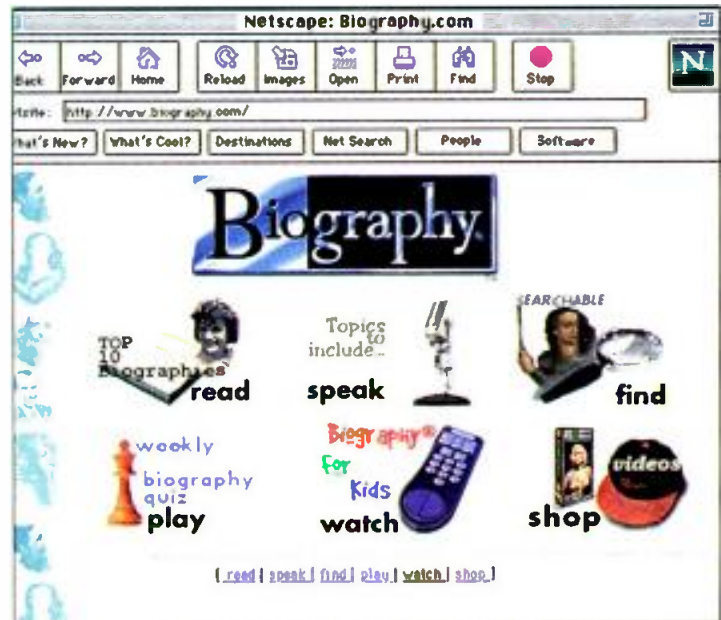 Netscape: Biography.com
Back Forward Home Reload Images Open Print Find Stop
N
http://www.biography.com/
What's New? What's Cool? Destinations Net Search People Software
Biography
TOP
10
Biographies
read
Topics
to
include...
speak
SEARCHABLE
find
weekly
biography
quiz
play
Biography®
for
Kids
watch
videos
shop
[ read | speak | find | play | watch | shop ]